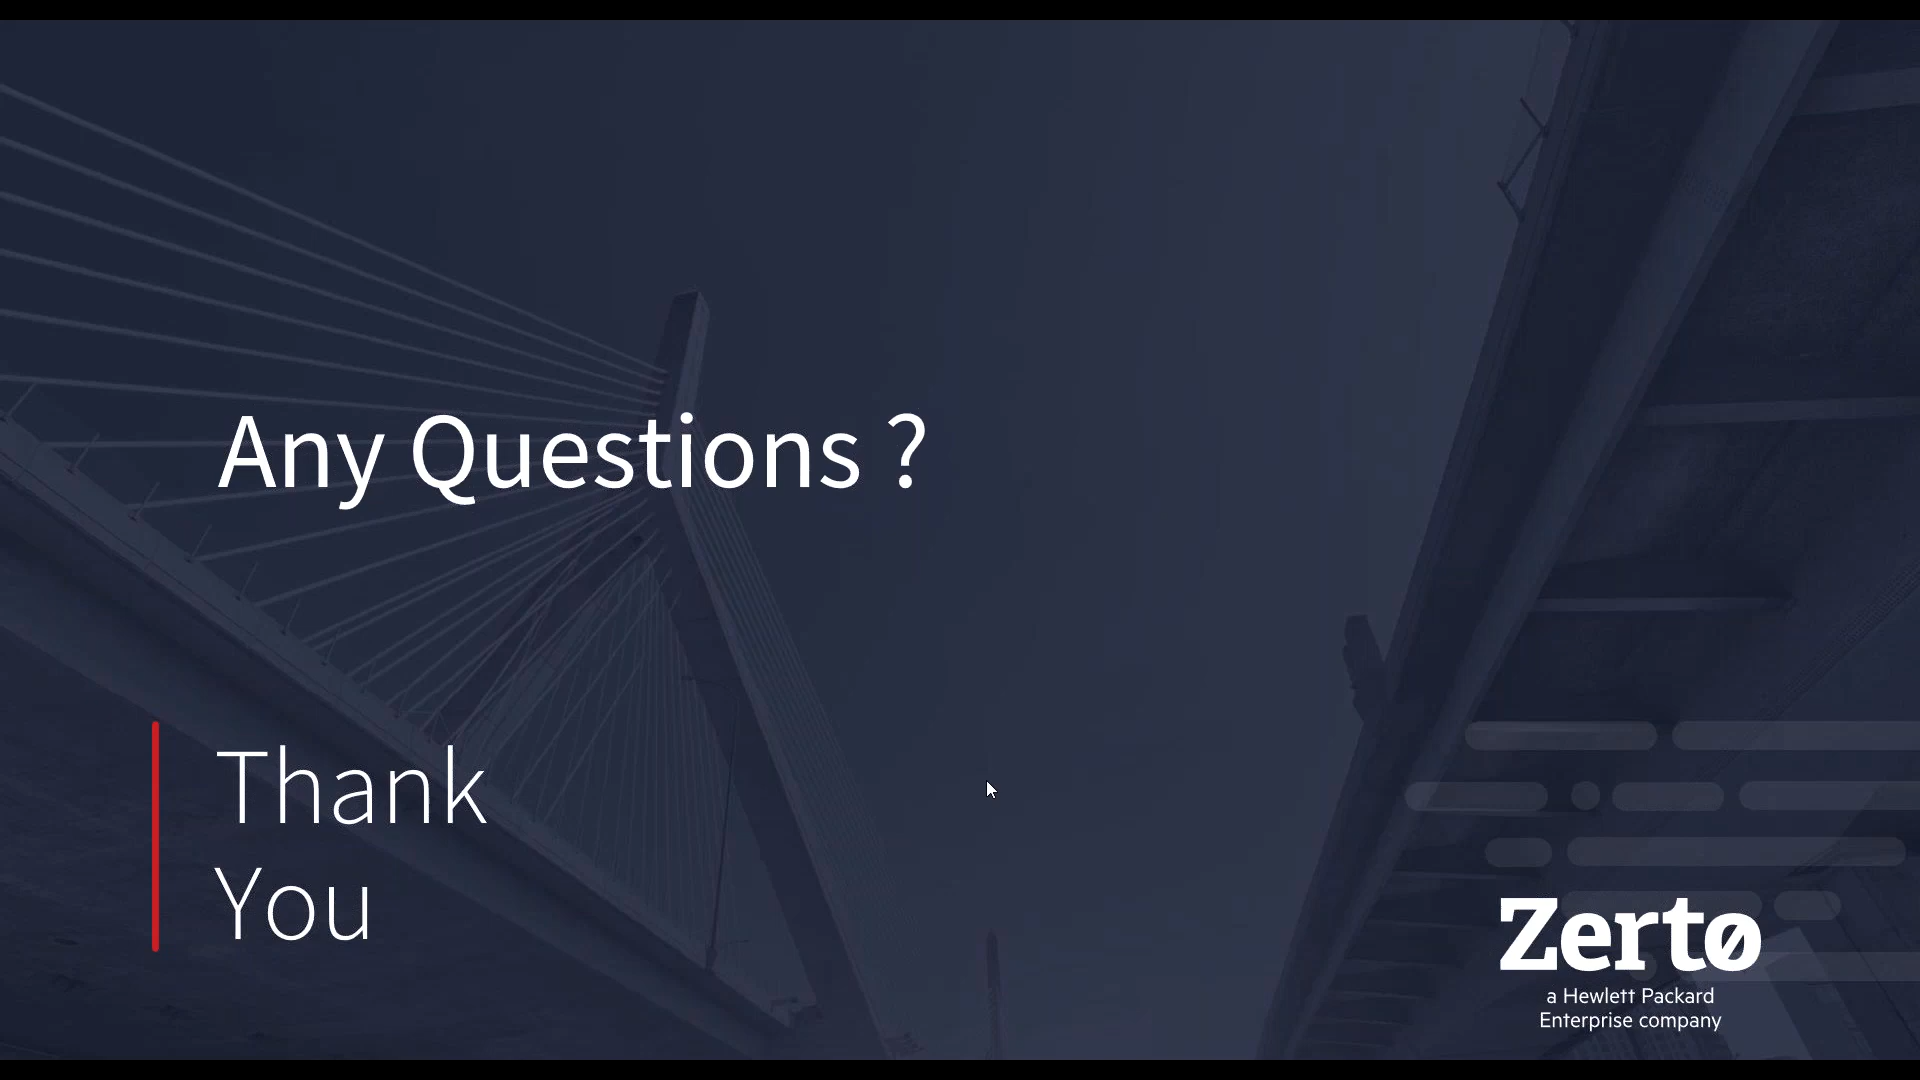 Any Questions ?
Thank
You
Zerto
a Hewlett Packard
Enterprise company